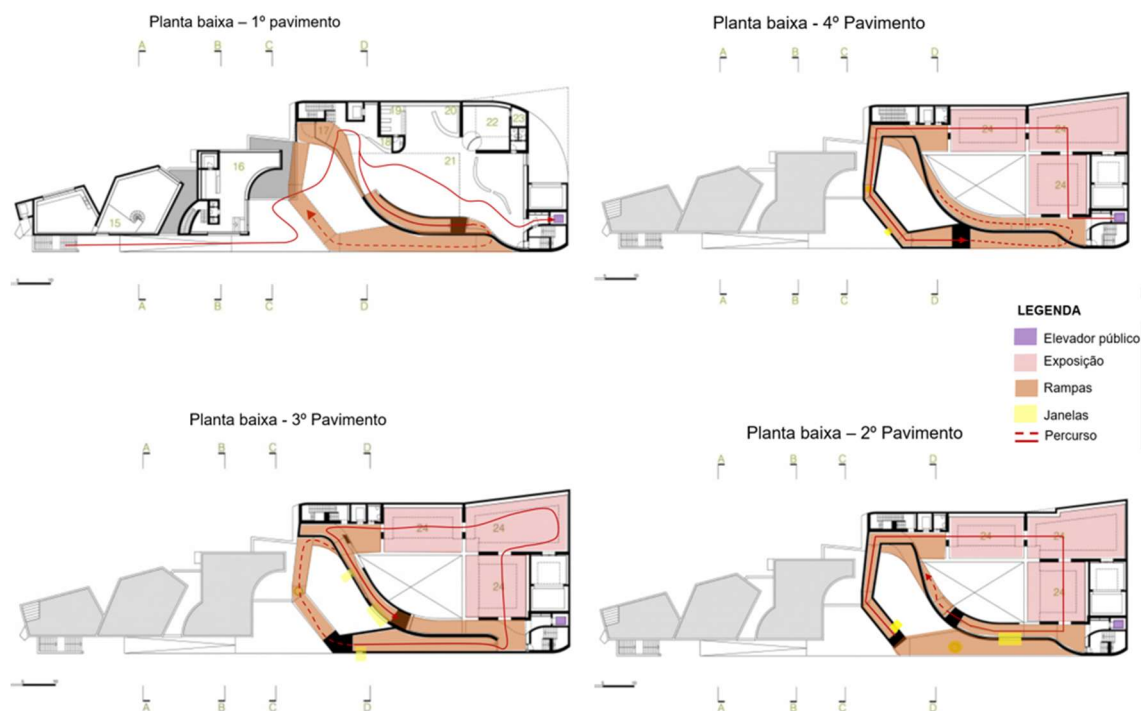 Planta baixa – 1º pavimento
A B C D
19 20 22 23
17 18 21
16
15
A B C D
Planta baixa - 4º Pavimento
A B C D
24 24
24
A B C D
LEGENDA
Elevador público
Exposição
Rampas
Janelas
Percurso
Planta baixa - 3º Pavimento
A B C D
24 24
24
A B C D
Planta baixa – 2º Pavimento
A B C D
24 24
24
A B C D